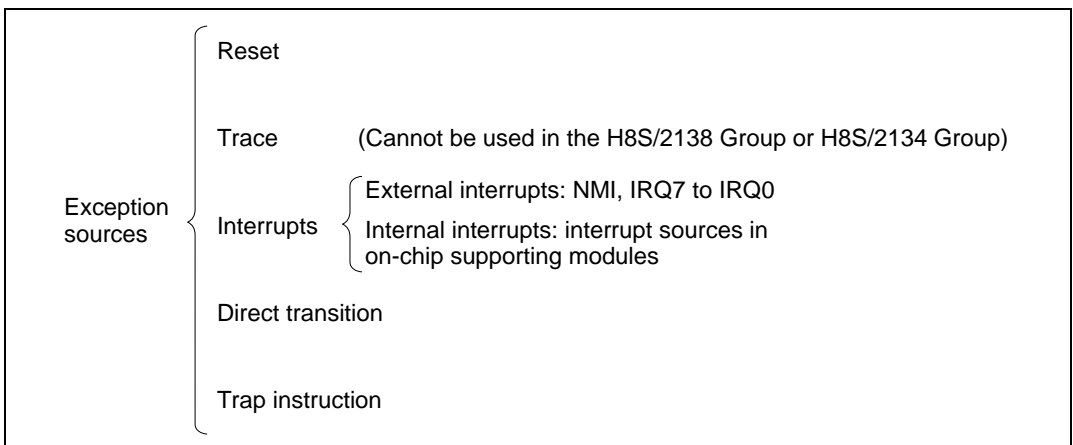 Reset
Trace (Cannot be used in the H8S/2138 Group or H8S/2134 Group)
Exception
sources
Interrupts
External interrupts: NMI, IRQ7 to IRQ0
Internal interrupts: interrupt sources in
on-chip supporting modules
Direct transition
Trap instruction